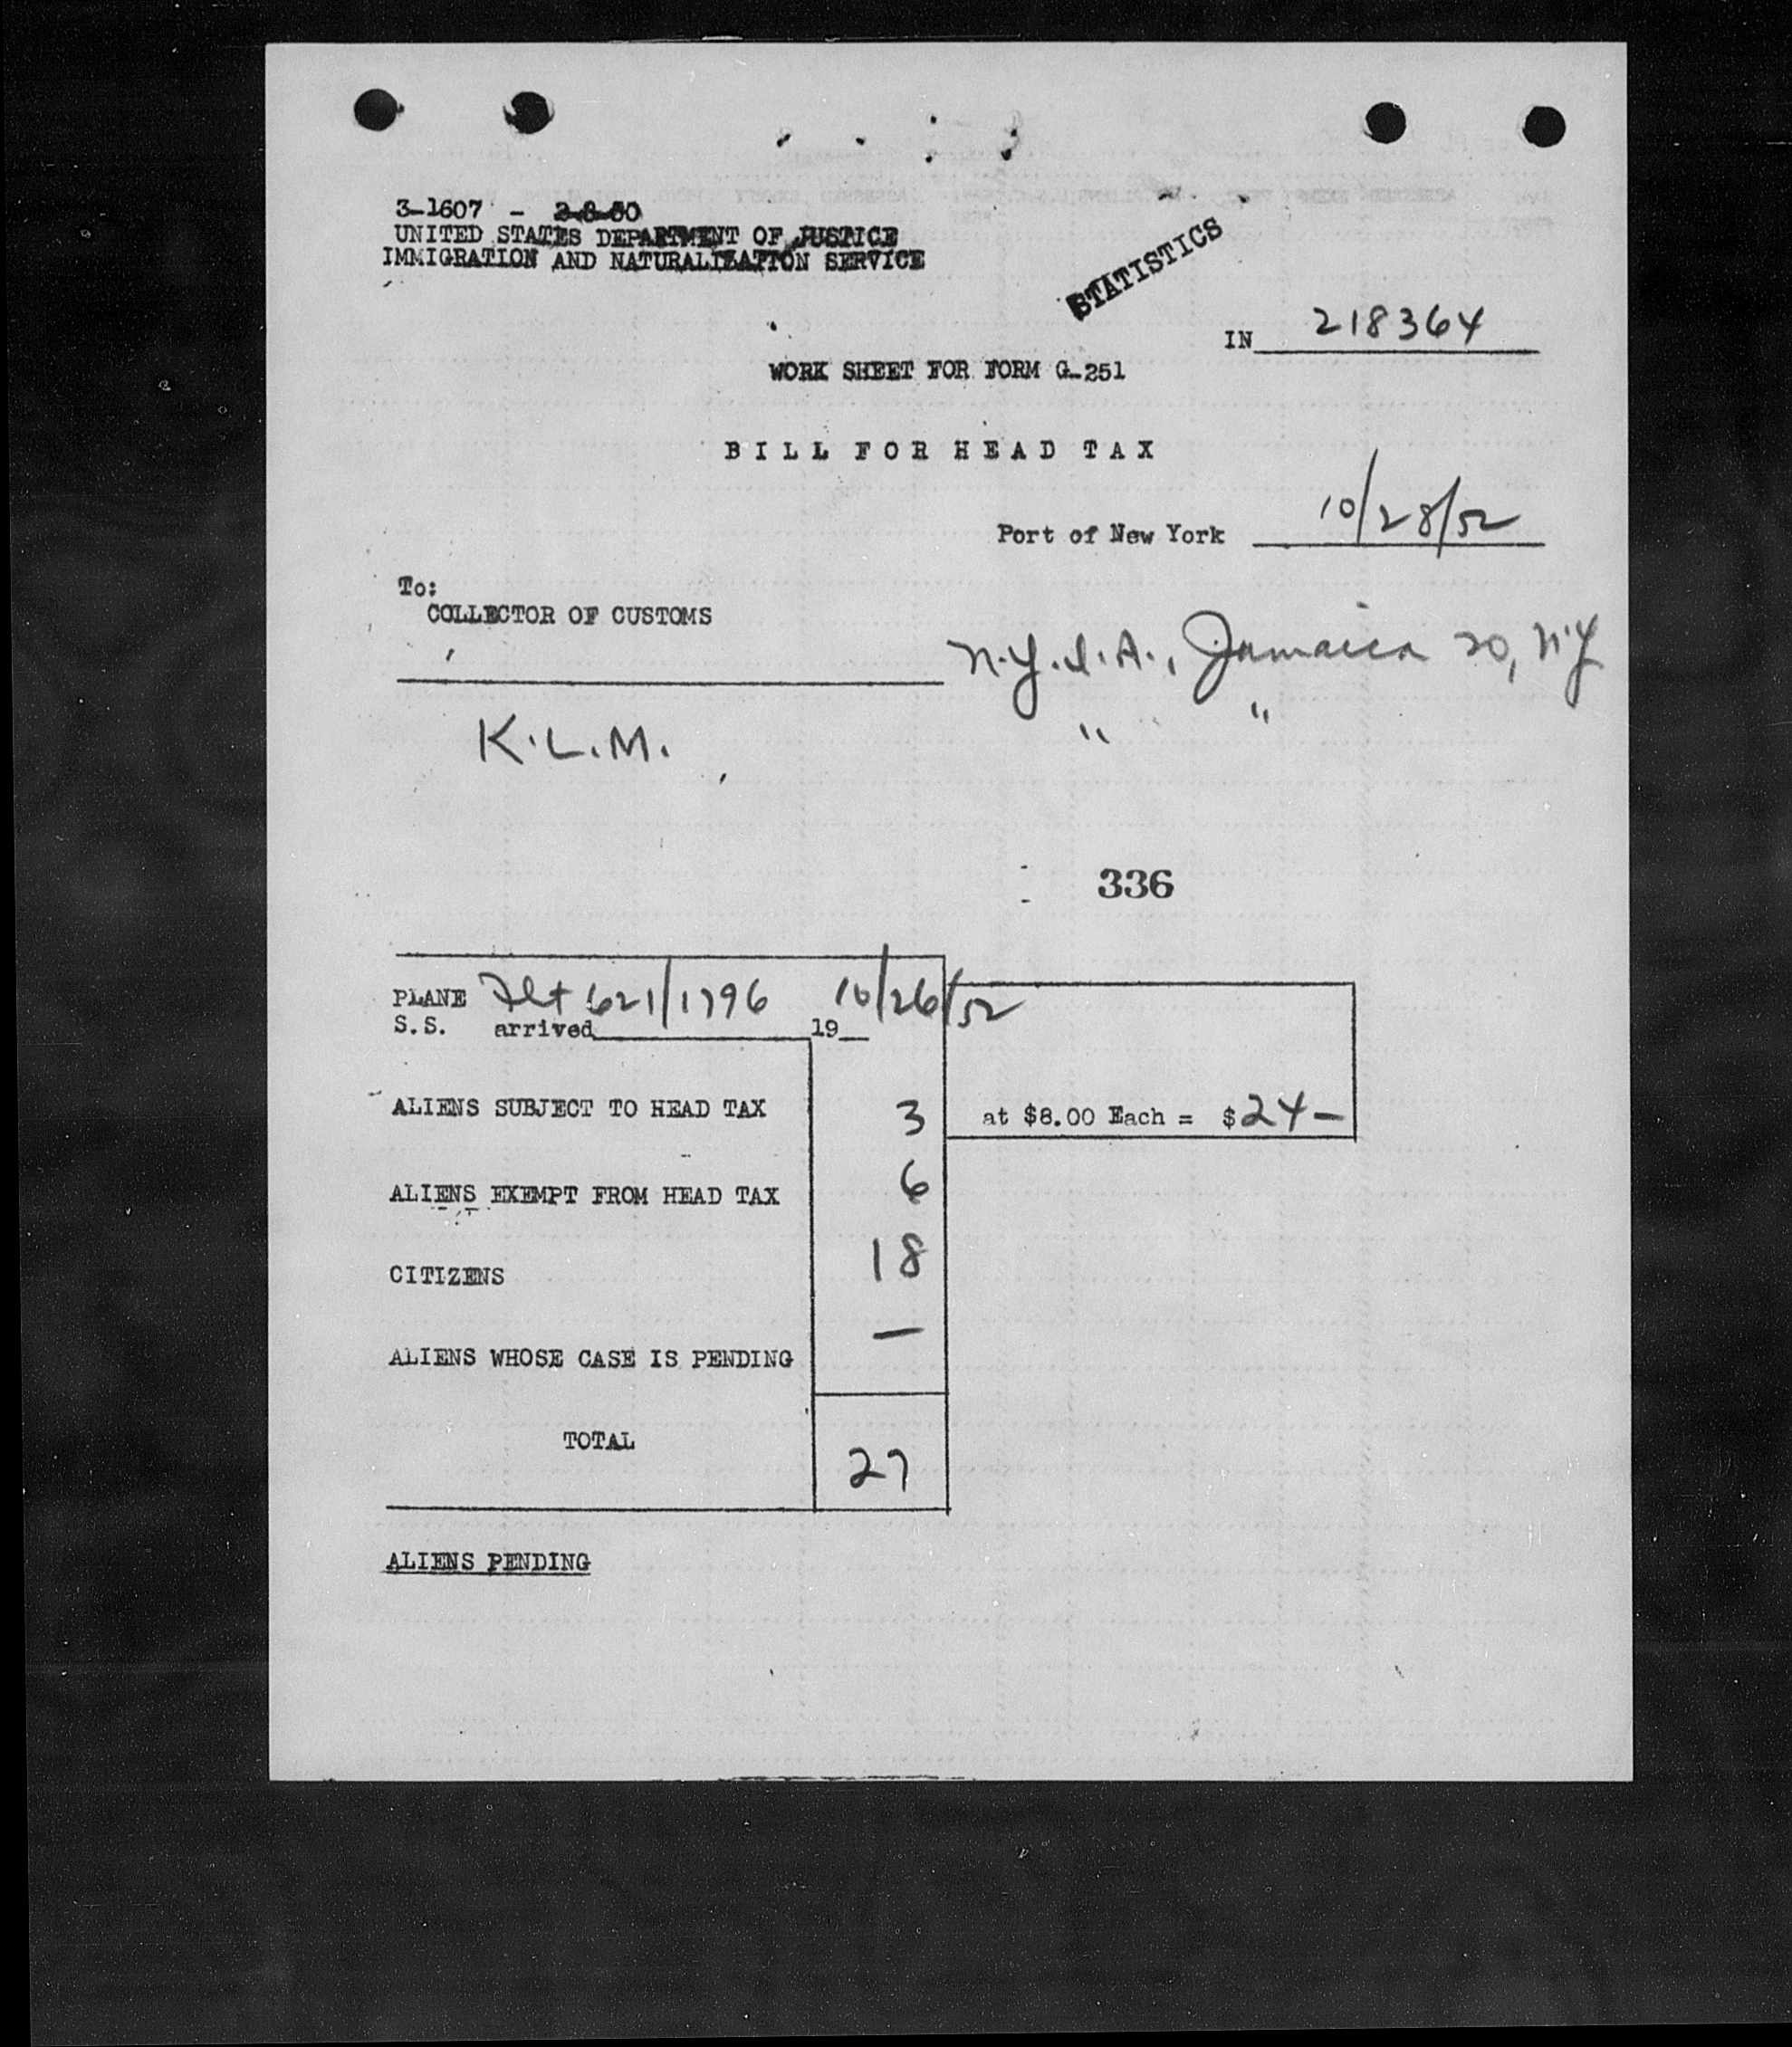 3-1607 - 2-8-50
UNITED STATES DEPARTMENT OF JUSTICE
IMMIGRATION AND NATURALIZATION SERVICE
STATISTICS
IN 218364
WORK SHEET FOR FORM G-251
BILL FOR HEAD TAX
Port of New York 10/28/52
To:
COLLECTOR OF CUSTOMS
N.Y.I.A., Jamaica 30, N.Y
K.L.M. " "
336
PLANE Flt 621/1796 10/26/52
S.S. arrived 19
ALIENS SUBJECT TO HEAD TAX 3 at $8.00 Each = $24-
ALIENS EXEMPT FROM HEAD TAX 6
CITIZENS 18
ALIENS WHOSE CASE IS PENDING —
TOTAL 27
ALIENS PENDING